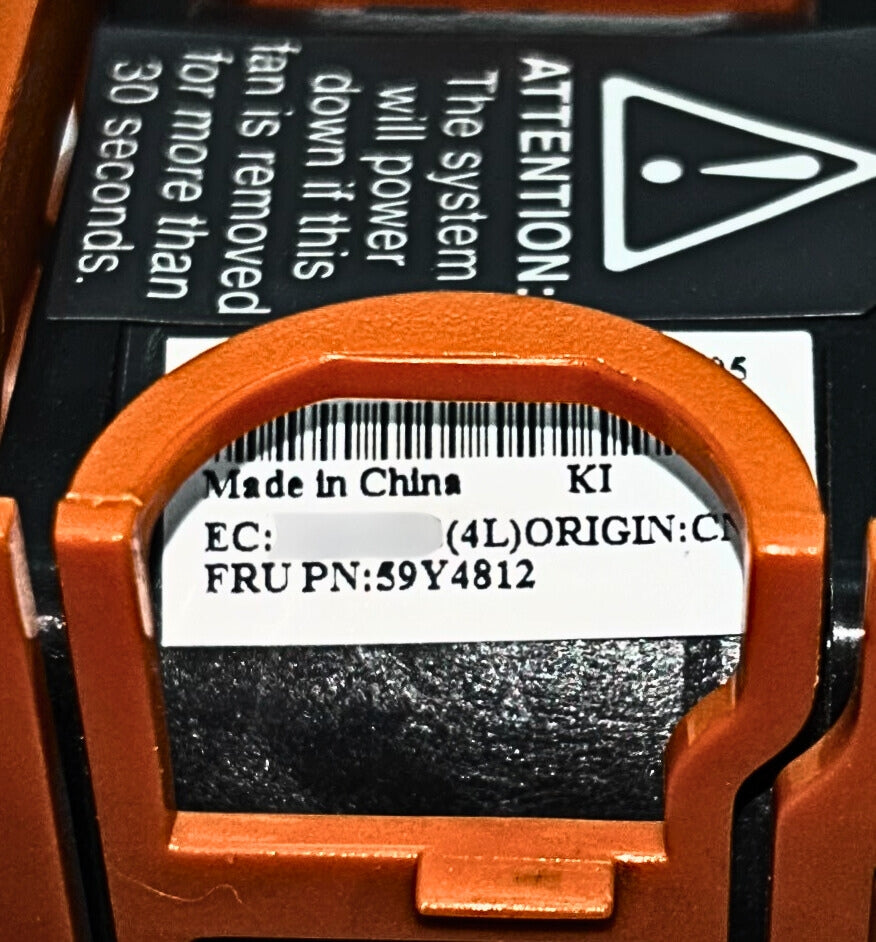 ATTENTION:
The system
will power
down if this
fan is removed
for more than
30 seconds.
Made in China KI
EC: (4L)ORIGIN:CN
FRU PN:59Y4812